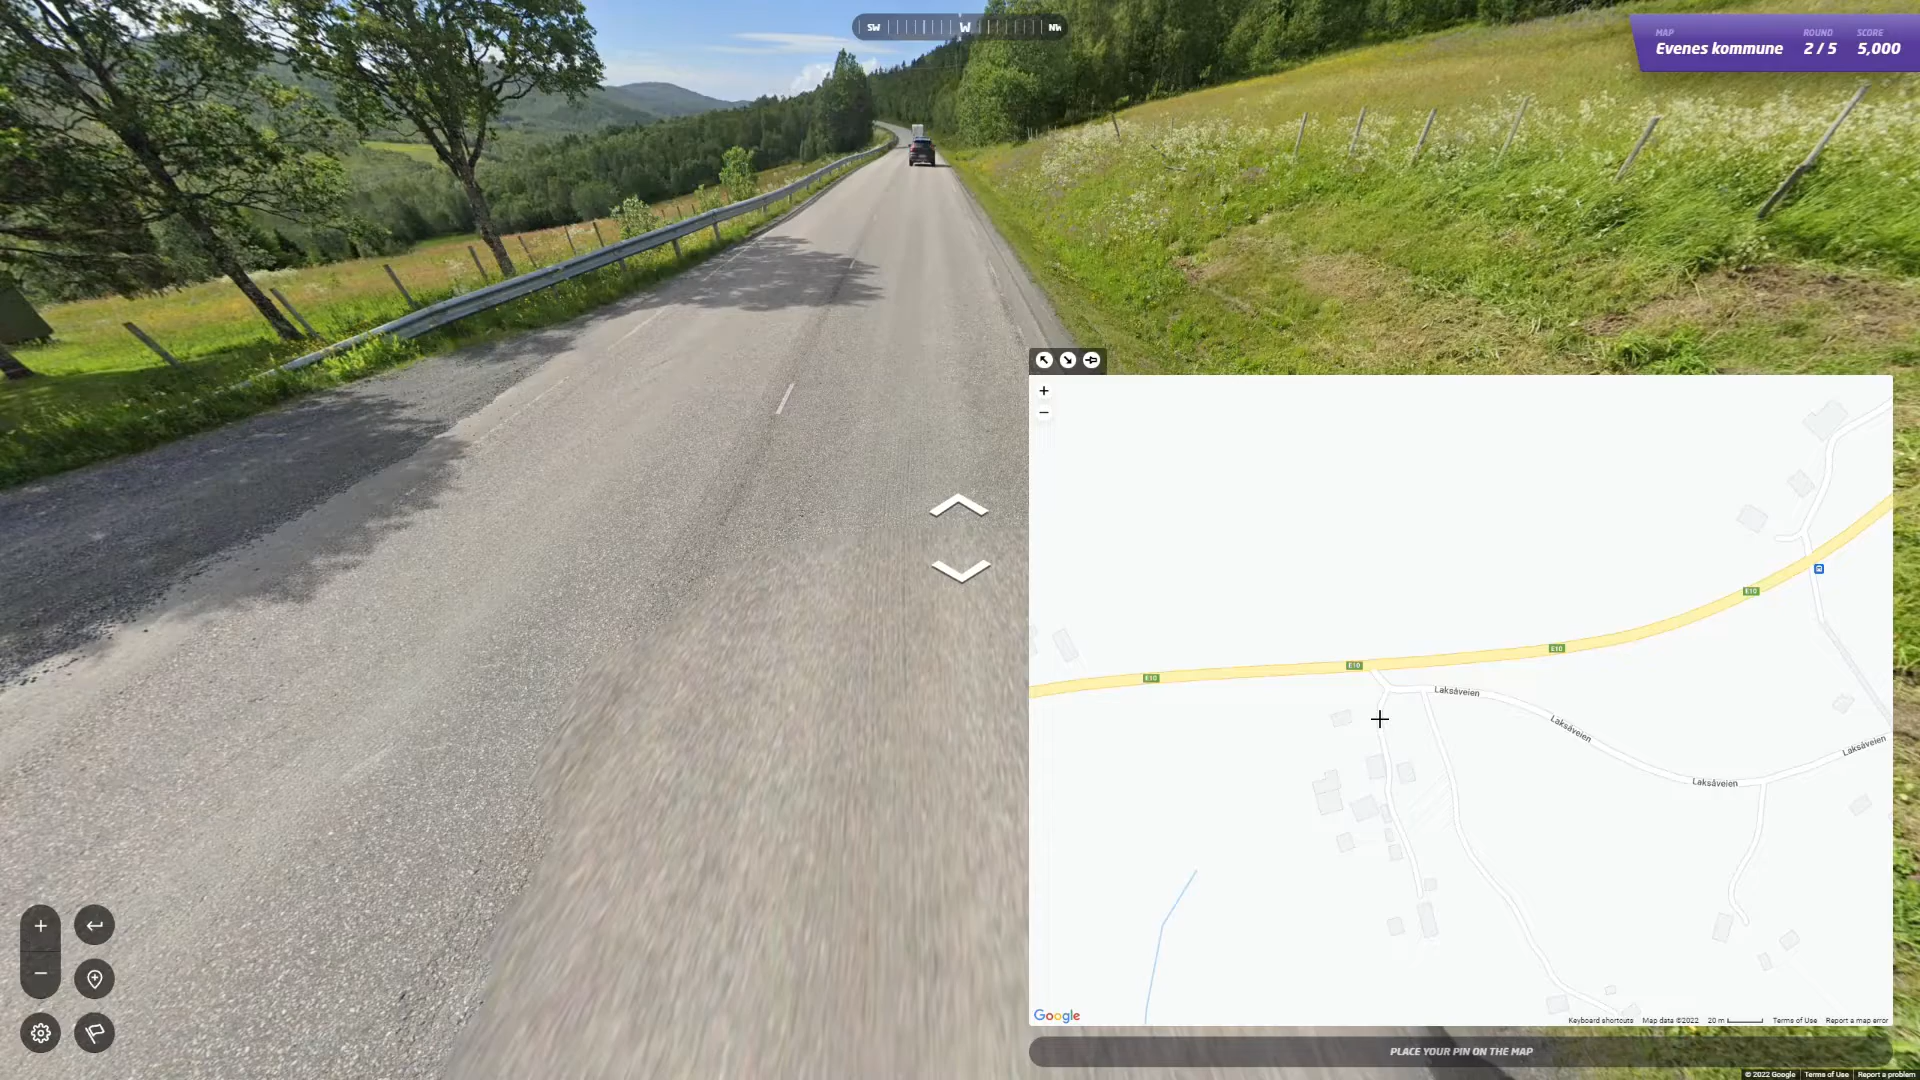 SW W NW
MAP ROUND SCORE
Evenes kommune 2 / 5 5,000
E10
E10
E10
E10
Laksåveien
Laksåveien
Laksåveien
Laksåveien
Google
Keyboard shortcuts Map data ©2022 20 m Terms of Use Report a map error
PLACE YOUR PIN ON THE MAP
© 2022 Google Terms of Use Report a problem